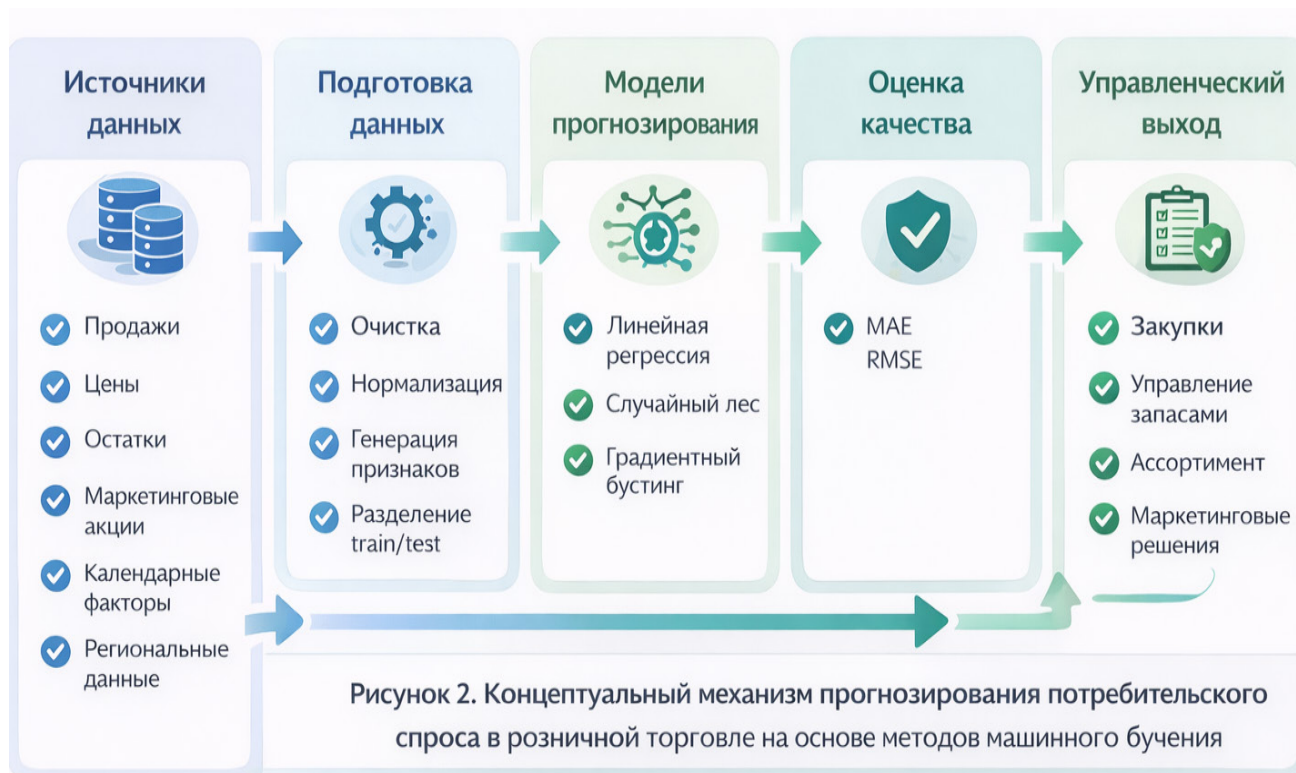 Источники
данных
Продажи
Цены
Остатки
Маркетинговые
акции
Календарные
факторы
Региональные
данные
Подготовка
данных
Очистка
Нормализация
Генерация
признаков
Разделение
train/test
Модели
прогнозирования
Линейная
регрессия
Случайный лес
Градиентный
бустинг
Оценка
качества
MAE
RMSE
Управленческий
выход
Закупки
Управление
запасами
Ассортимент
Маркетинговые
решения
Рисунок 2. Концептуальный механизм прогнозирования потребительского
спроса в розничной торговле на основе методов машинного бучения